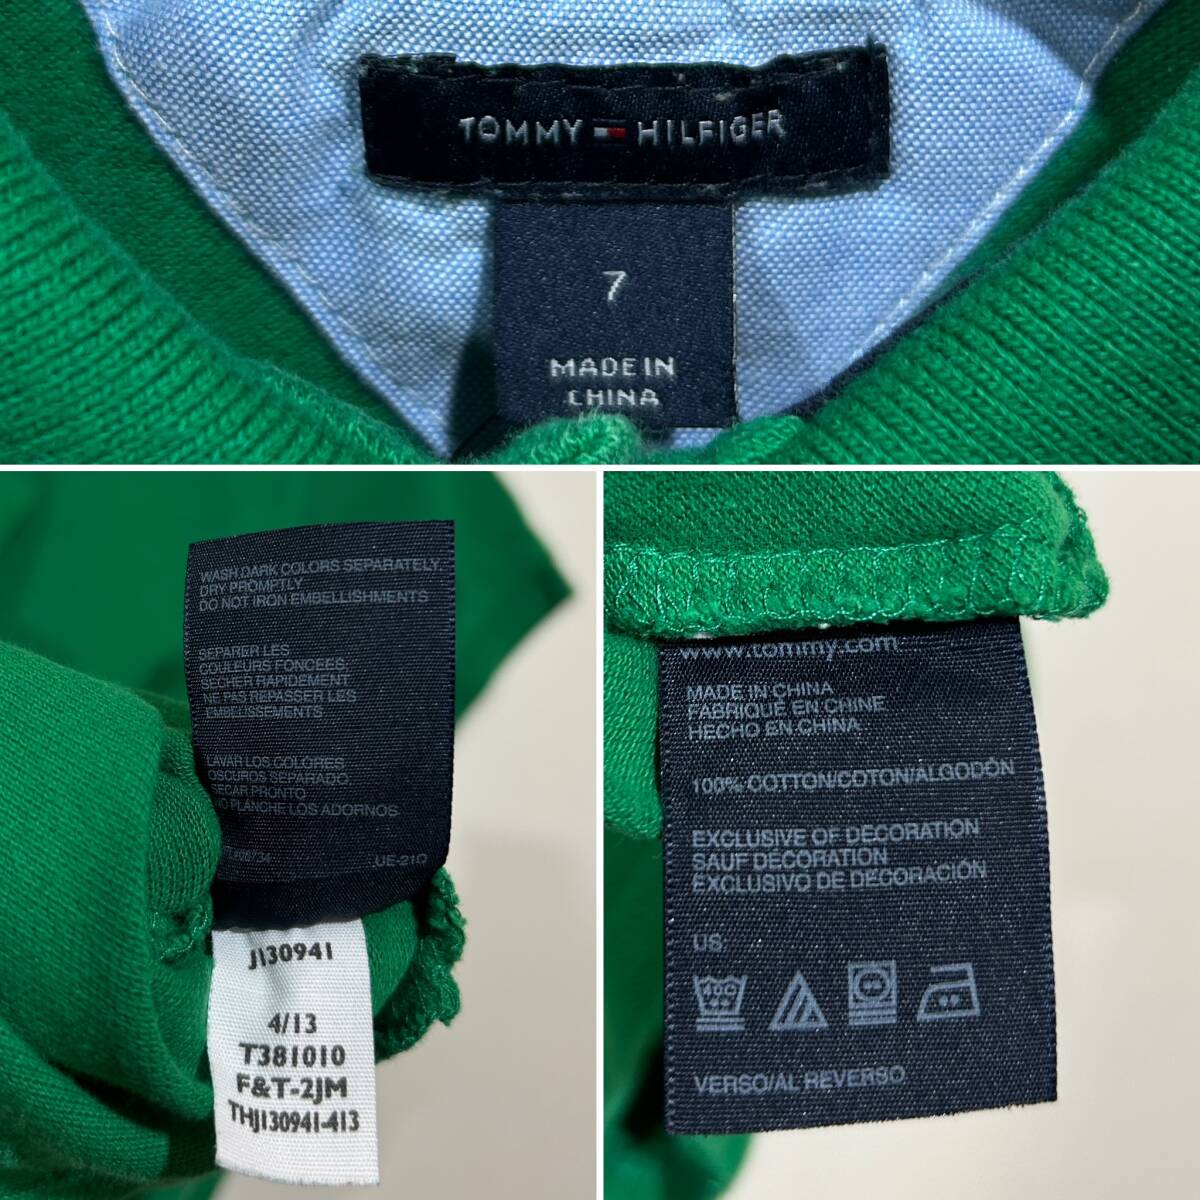 TOMMY HILFIGER
7
MADE IN
CHINA
WASH DARK COLORS SEPARATELY
DRY PROMPTLY
DO NOT IRON EMBELLISHMENTS
SEPARER LES
COULEURS FONCEES
SECHER RAPIDEMENT
NE PAS REPASSER LES
EMBELLISSEMENTS
LAVAR LOS COLORES
OSCUROS SEPARADO
SECAR PRONTO
NO PLANCHE LOS ADORNOS
J130941
4/13
T381010
F&T-2JM
THJ130941-413
www.tommy.com
MADE IN CHINA
FABRIQUE EN CHINE
HECHO EN CHINA
100% COTTON/COTON/ALGODÓN
EXCLUSIVE OF DECORATION
SAUF DECORATION
EXCLUSIVO DE DECORACIÓN
US
VERSO/AL REVERSO